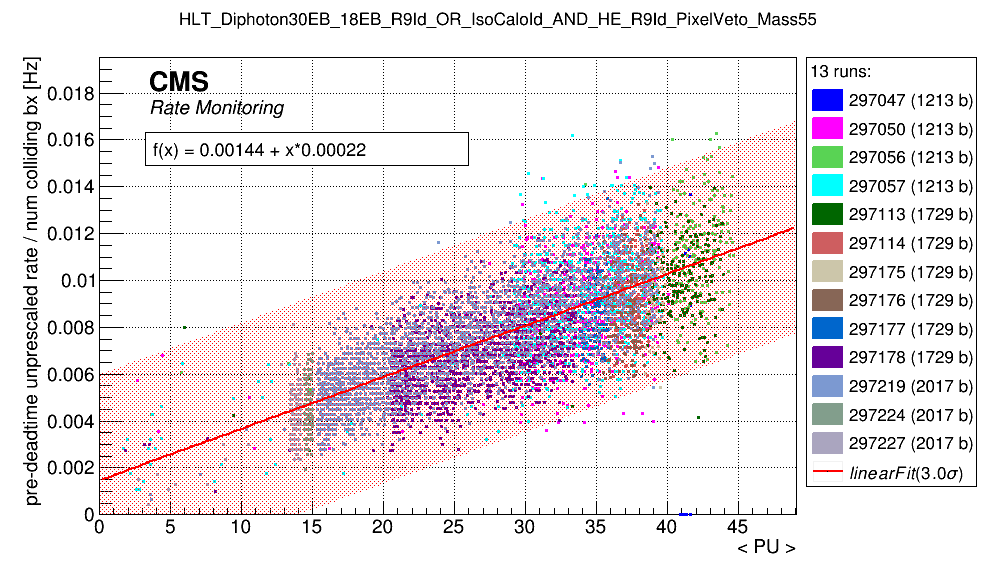 HLT_Diphoton30EB_18EB_R9Id_OR_IsoCaloId_AND_HE_R9Id_PixelVeto_Mass55
pre-deadtime unprescaled rate / num colliding bx [Hz]
CMS
Rate Monitoring
f(x) = 0.00144 + x*0.00022
0.018
0.016
0.014
0.012
0.01
0.008
0.006
0.004
0.002
0
0 5 10 15 20 25 30 35 40 45
< PU >
13 runs:
297047 (1213 b)
297050 (1213 b)
297056 (1213 b)
297057 (1213 b)
297113 (1729 b)
297114 (1729 b)
297175 (1729 b)
297176 (1729 b)
297177 (1729 b)
297178 (1729 b)
297219 (2017 b)
297224 (2017 b)
297227 (2017 b)
linearFit(3.0σ)